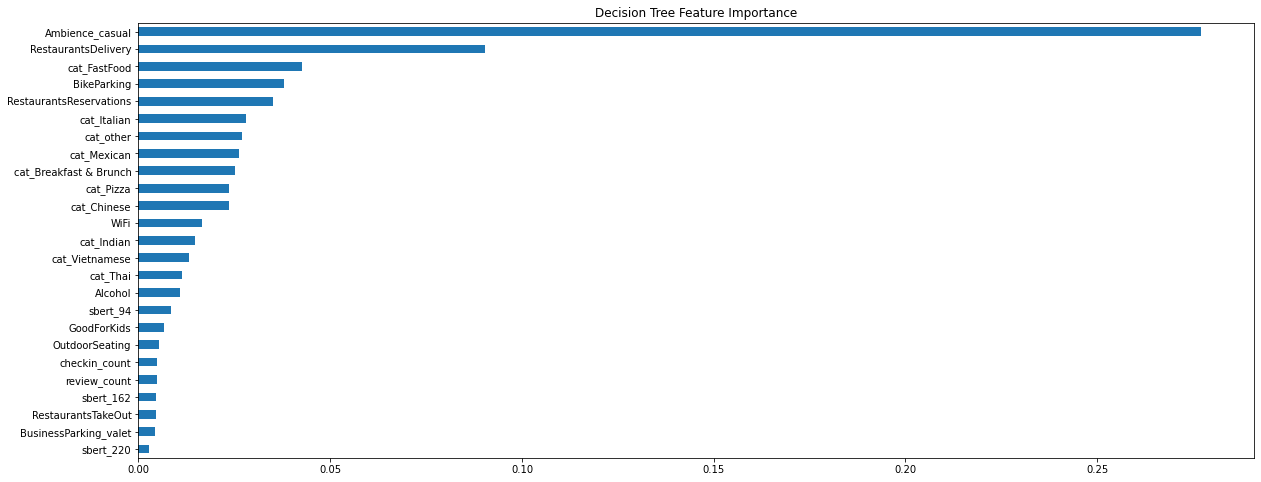 Decision Tree Feature Importance
Ambience_casual
RestaurantsDelivery
cat_FastFood
BikeParking
RestaurantsReservations
cat_Italian
cat_other
cat_Mexican
cat_Breakfast & Brunch
cat_Pizza
cat_Chinese
WiFi
cat_Indian
cat_Vietnamese
cat_Thai
Alcohol
sbert_94
GoodForKids
OutdoorSeating
checkin_count
review_count
sbert_162
RestaurantsTakeOut
BusinessParking_valet
sbert_220
0.00 0.05 0.10 0.15 0.20 0.25